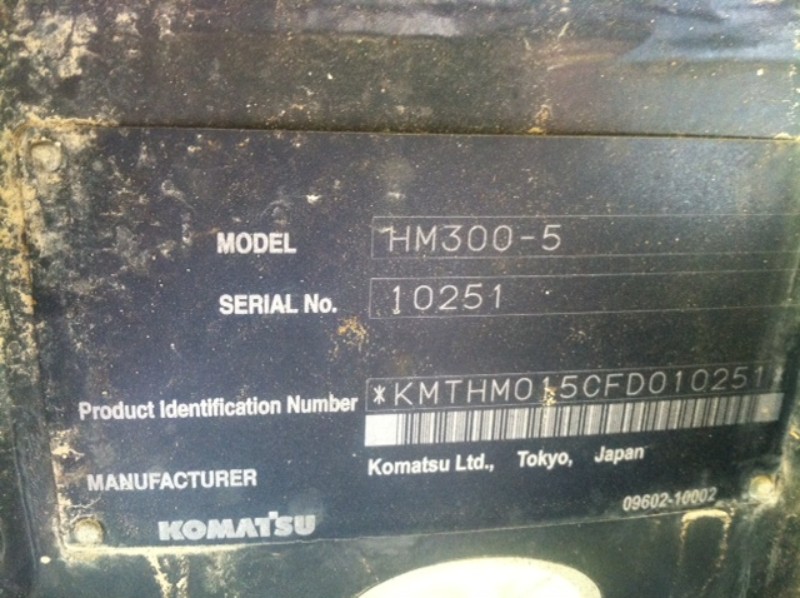 MODEL HM300-5
SERIAL No. 10251
Product Identification Number *KMTHM015CFD010251
MANUFACTURER Komatsu Ltd., Tokyo, Japan
KOMATSU 09602-10002